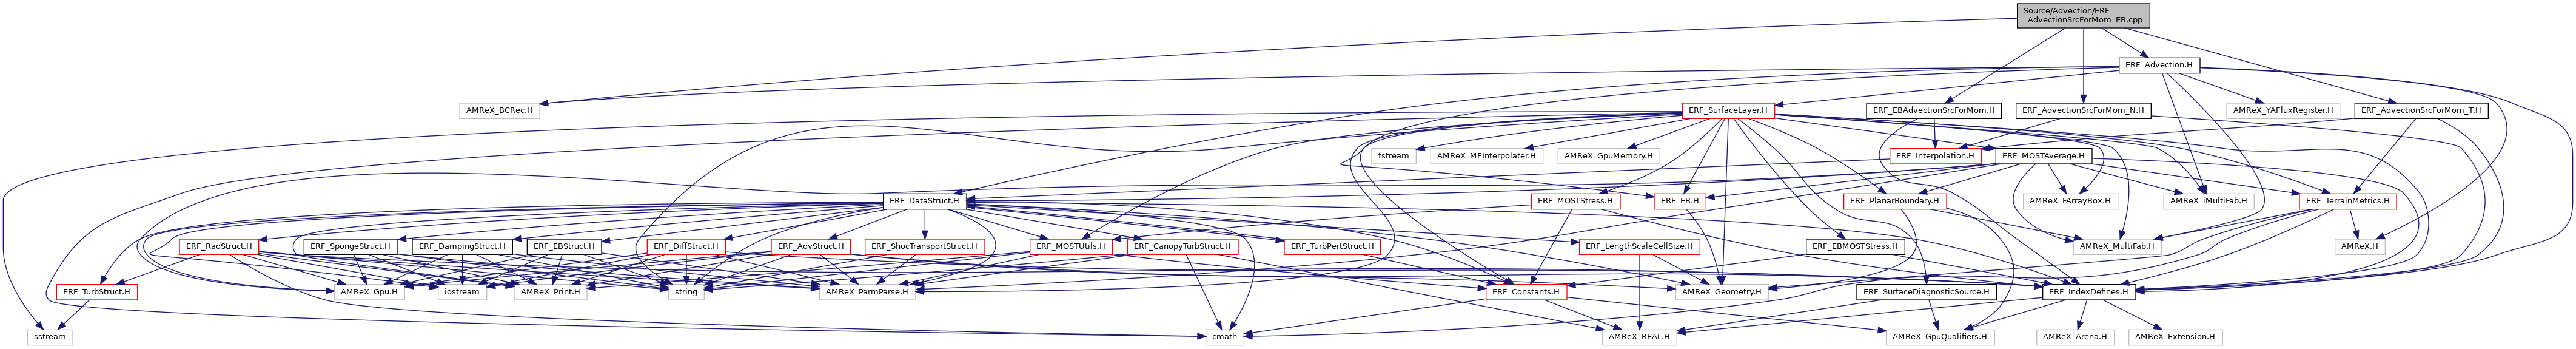 Source/Advection/ERF
_AdvectionSrcForMom_EB.cpp
ERF_Advection.H
AMReX_BCRec.H
ERF_SurfaceLayer.H
ERF_EBAdvectionSrcForMom.H
ERF_AdvectionSrcForMom_N.H
AMReX_YAFluxRegister.H
ERF_AdvectionSrcForMom_T.H
fstream
AMReX_MFInterpolater.H
AMReX_GpuMemory.H
ERF_Interpolation.H
ERF_MOSTAverage.H
ERF_DataStruct.H
ERF_MOSTStress.H
ERF_EB.H
ERF_PlanarBoundary.H
AMReX_FArrayBox.H
AMReX_iMultiFab.H
ERF_TerrainMetrics.H
ERF_RadStruct.H
ERF_SpongeStruct.H
ERF_DampingStruct.H
ERF_EBStruct.H
ERF_DiffStruct.H
ERF_AdvStruct.H
ERF_ShocTransportStruct.H
ERF_MOSTUtils.H
ERF_CanopyTurbStruct.H
ERF_TurbPertStruct.H
ERF_LengthScaleCellSize.H
ERF_EBMOSTStress.H
AMReX_MultiFab.H
AMReX.H
ERF_TurbStruct.H
AMReX_Gpu.H
iostream
AMReX_Print.H
string
AMReX_ParmParse.H
ERF_Constants.H
AMReX_Geometry.H
ERF_SurfaceDiagnosticSource.H
ERF_IndexDefines.H
sstream
cmath
AMReX_REAL.H
AMReX_GpuQualifiers.H
AMReX_Arena.H
AMReX_Extension.H